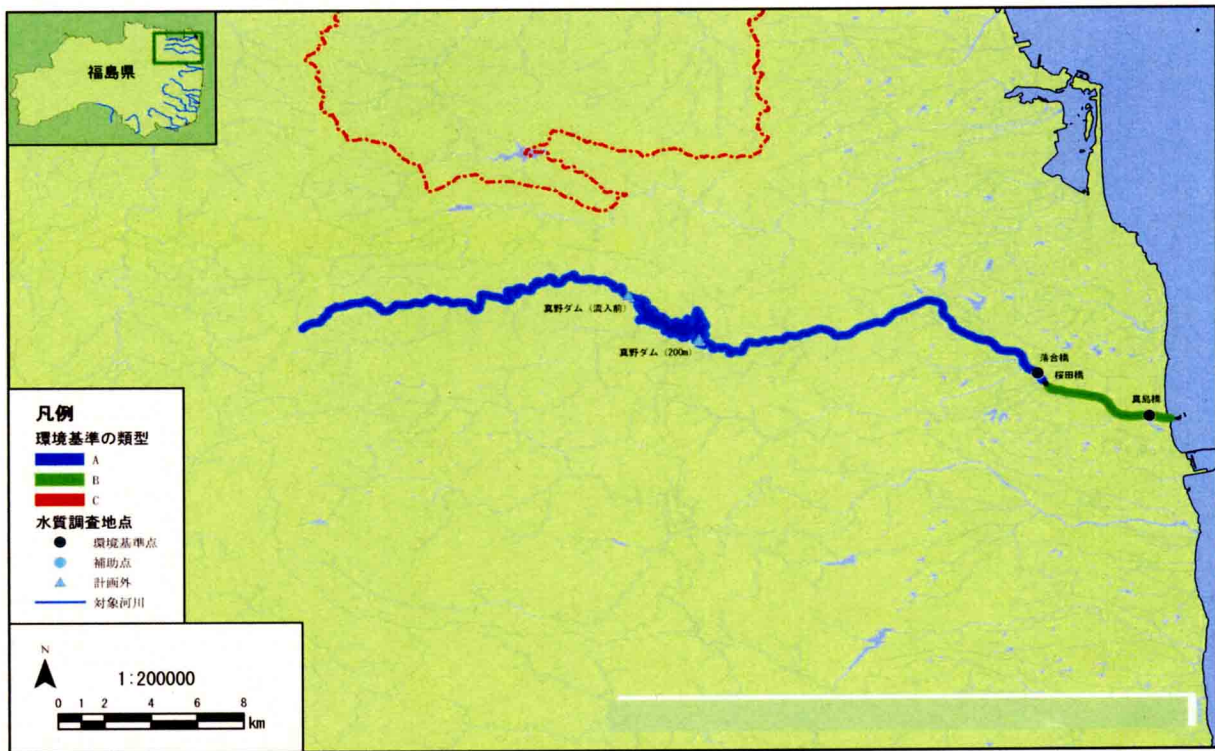 福島県
真野ダム（流入前）
真野ダム（200m）
落合橋
桜田橋
真島橋
凡例
環境基準の類型
A
B
C
水質調査地点
環境基準点
補助点
計画外
対象河川
N
1:200000
0 1 2 4 6 8
km